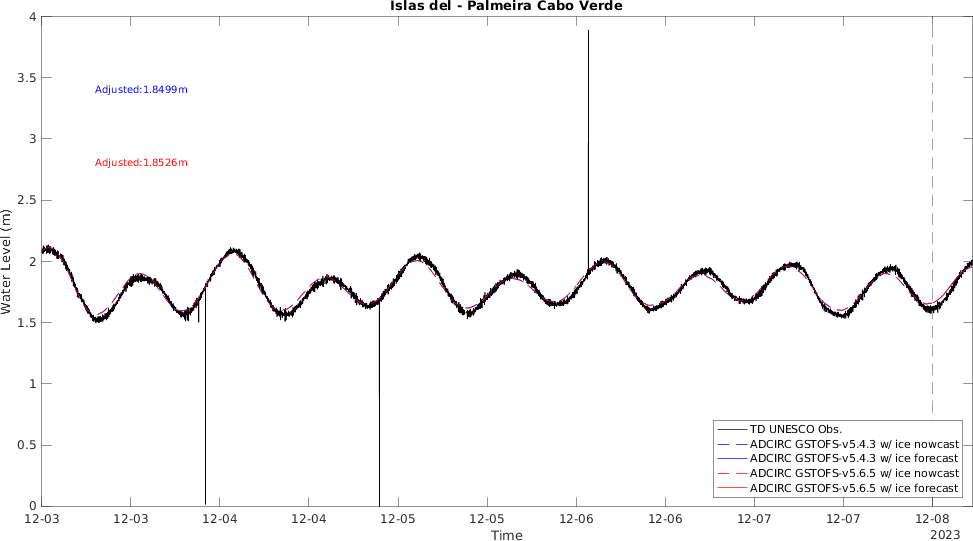 Islas del - Palmeira Cabo Verde
4
3.5
3
2.5
2
1.5
1
0.5
0
Water Level (m)
Adjusted:1.8499m
Adjusted:1.8526m
TD UNESCO Obs.
ADCIRC GSTOFS-v5.4.3 w/ ice nowcast
ADCIRC GSTOFS-v5.4.3 w/ ice forecast
ADCIRC GSTOFS-v5.6.5 w/ ice nowcast
ADCIRC GSTOFS-v5.6.5 w/ ice forecast
12-03 12-03 12-04 12-04 12-05 12-05 12-06 12-06 12-07 12-07 12-08
Time 2023